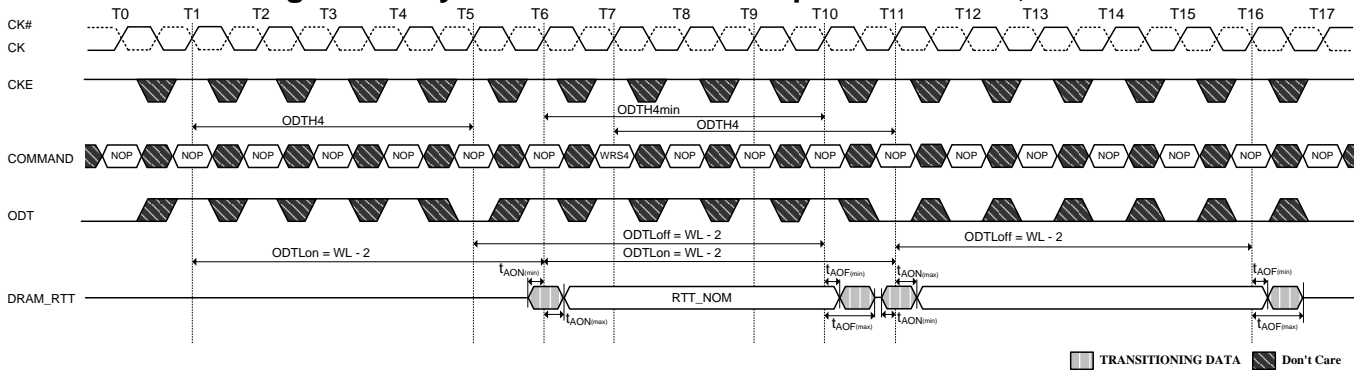 T0 T1 T2 T3 T4 T5 T6 T7 T8 T9 T10 T11 T12 T13 T14 T15 T16 T17
CK#
CK
CKE
ODTH4
ODTH4min
ODTH4
COMMAND NOP NOP NOP NOP NOP NOP NOP WRS4 NOP NOP NOP NOP NOP NOP NOP NOP NOP NOP
ODT
ODTLoff = WL - 2
ODTLoff = WL - 2
ODTLon = WL - 2
ODTLon = WL - 2
tAON(min)
tAOF(min)
tAON(max)
tAOF(min)
DRAM_RTT
RTT_NOM
tAON(max)
tAOF(max)
tAON(min)
tAOF(max)
TRANSITIONING DATA Don't Care